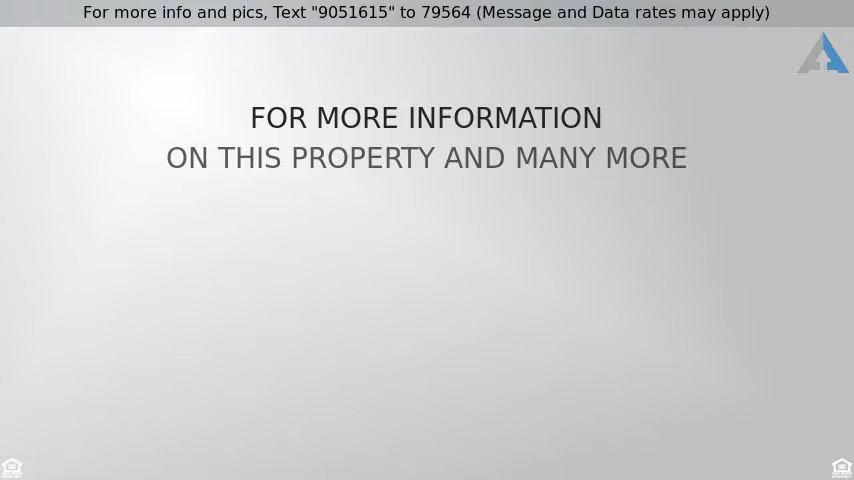 For more info and pics, Text "9051615" to 79564 (Message and Data rates may apply)
FOR MORE INFORMATION
ON THIS PROPERTY AND MANY MORE